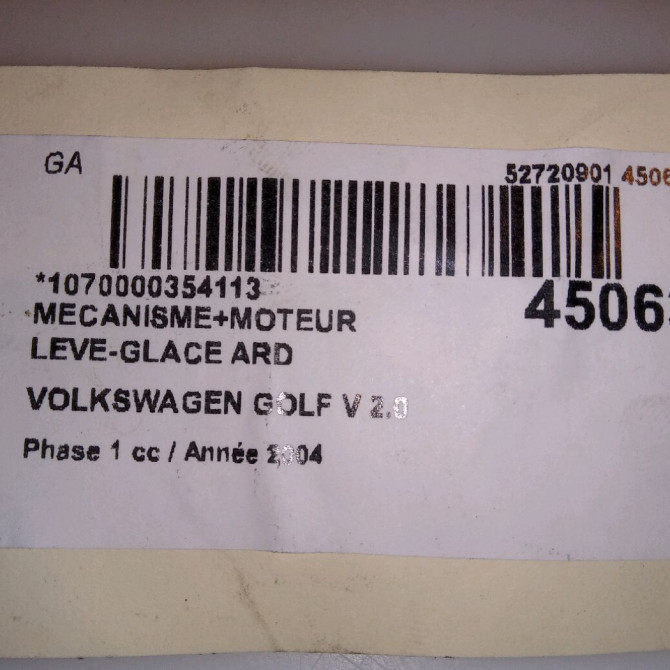 GA
52720901 4506
*1070000354113
4506
MECANISME+MOTEUR
LEVE-GLACE ARD
VOLKSWAGEN GOLF V 2.0
Phase 1 cc / Année 2004